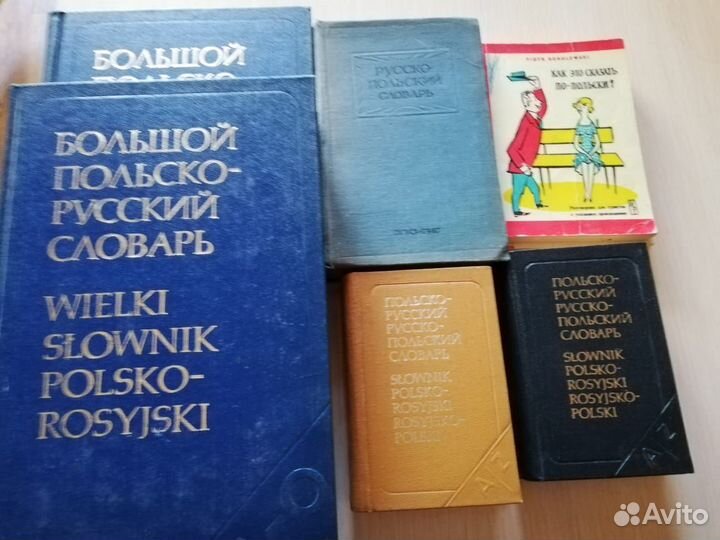 БОЛЬШОЙ
ПОЛЬСКО-
БОЛЬШОЙ
ПОЛЬСКО-
РУССКИЙ
СЛОВАРЬ
WIELKI
SŁOWNIK
POLSKO-
ROSYJSKI
РУССКО-
ПОЛЬСКИЙ
СЛОВАРЬ
КАК ЭТО СКАЗАТЬ
ПО-ПОЛЬСКИ?
ПОЛЬСКО-
РУССКИЙ
РУССКО-
ПОЛЬСКИЙ
СЛОВАРЬ
SŁOWNIK
POLSKO-
ROSYJSKI
ROSYJSKO-
POLSKI
A/Z
ПОЛЬСКО-
РУССКИЙ
РУССКО-
ПОЛЬСКИЙ
СЛОВАРЬ
SŁOWNIK
POLSKO-
ROSYJSKI
ROSYJSKO-
POLSKI
A/Z
Avito